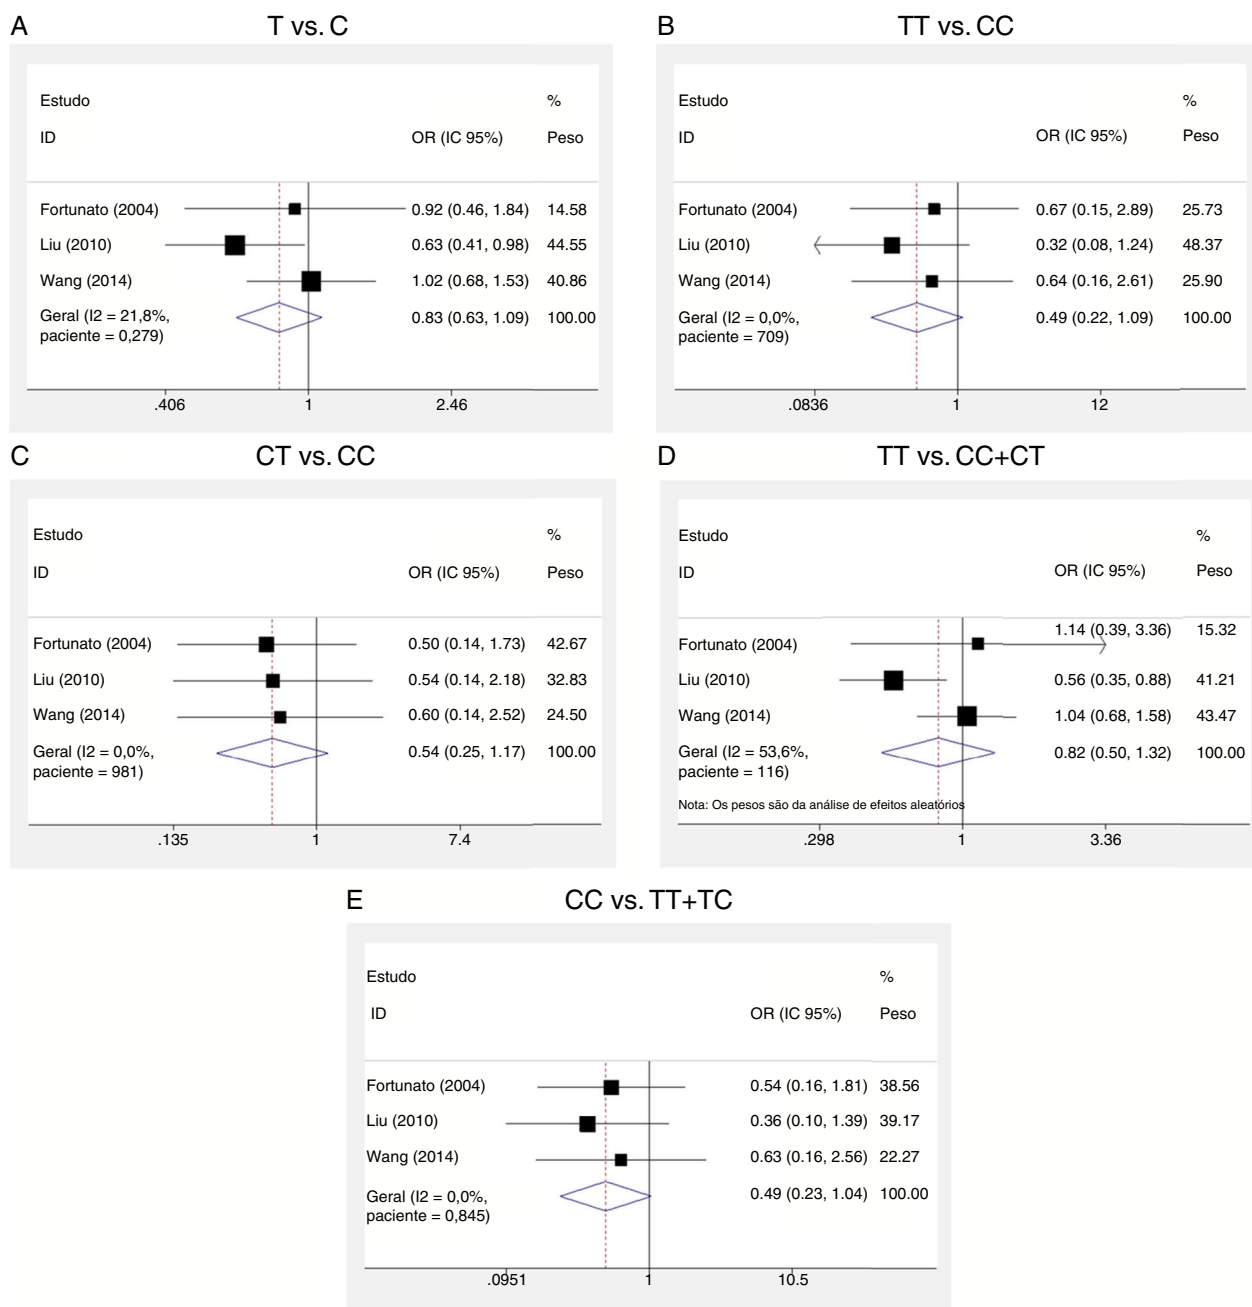 A
T vs. C
Estudo %
ID OR (IC 95%) Peso
Fortunato (2004) 0.92 (0.46, 1.84) 14.58
Liu (2010) 0.63 (0.41, 0.98) 44.55
Wang (2014) 1.02 (0.68, 1.53) 40.86
Geral (I2 = 21,8%, 0.83 (0.63, 1.09) 100.00
paciente = 0,279)
.406 1 2.46
B
TT vs. CC
Estudo %
ID OR (IC 95%) Peso
Fortunato (2004) 0.67 (0.15, 2.89) 25.73
Liu (2010) 0.32 (0.08, 1.24) 48.37
Wang (2014) 0.64 (0.16, 2.61) 25.90
Geral (I2 = 0,0%, 0.49 (0.22, 1.09) 100.00
paciente = 709)
.0836 1 12
C
CT vs. CC
Estudo %
ID OR (IC 95%) Peso
Fortunato (2004) 0.50 (0.14, 1.73) 42.67
Liu (2010) 0.54 (0.14, 2.18) 32.83
Wang (2014) 0.60 (0.14, 2.52) 24.50
Geral (I2 = 0,0%, 0.54 (0.25, 1.17) 100.00
paciente = 981)
.135 1 7.4
D
TT vs. CC+CT
Estudo %
ID OR (IC 95%) Peso
Fortunato (2004) 1.14 (0.39, 3.36) 15.32
Liu (2010) 0.56 (0.35, 0.88) 41.21
Wang (2014) 1.04 (0.68, 1.58) 43.47
Geral (I2 = 53,6%, 0.82 (0.50, 1.32) 100.00
paciente = 116)
Nota: Os pesos são da análise de efeitos aleatórios
.298 1 3.36
E
CC vs. TT+TC
Estudo %
ID OR (IC 95%) Peso
Fortunato (2004) 0.54 (0.16, 1.81) 38.56
Liu (2010) 0.36 (0.10, 1.39) 39.17
Wang (2014) 0.63 (0.16, 2.56) 22.27
Geral (I2 = 0,0%, 0.49 (0.23, 1.04) 100.00
paciente = 0,845)
.0951 1 10.5